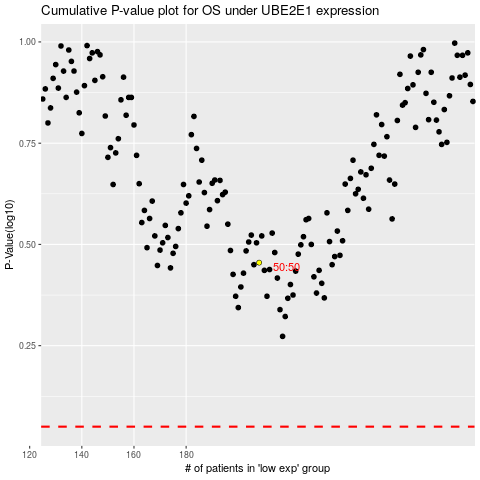 Cumulative P-value plot for OS under UBE2E1 expression
P-Value(log10)
1.00
0.75
0.50
0.25
50:50
120 140 160 180
# of patients in 'low exp' group